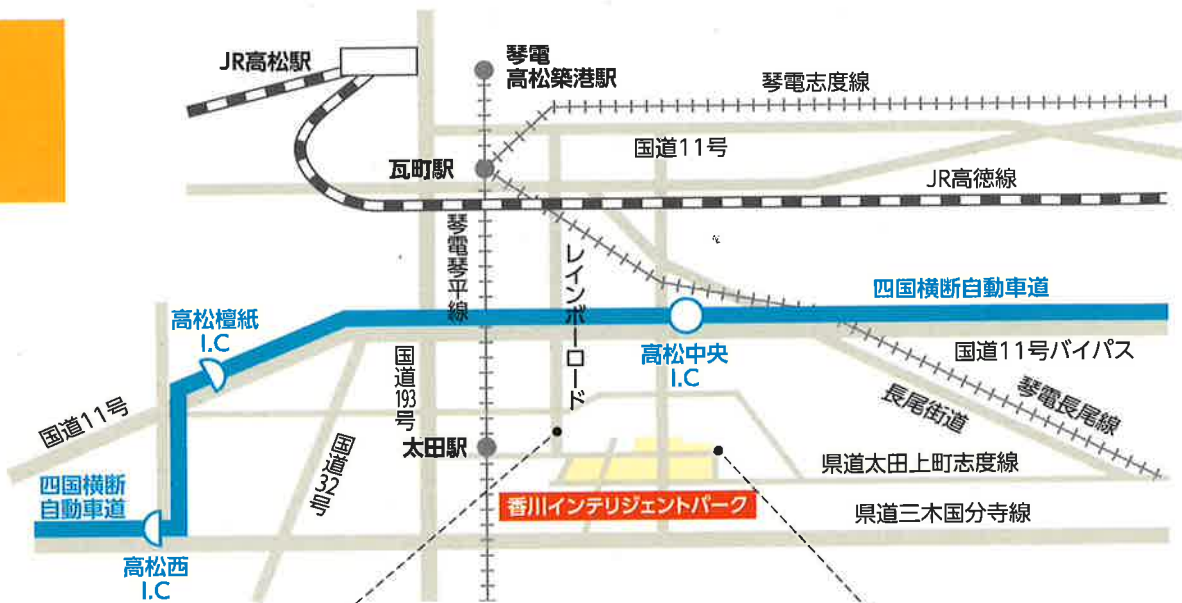 JR高松駅
琴電
高松築港駅
琴電志度線
国道11号
瓦町駅
JR高徳線
琴電琴平線
レインボーロード
四国横断自動車道
高松檀紙
I.C
高松中央
I.C
国道11号バイパス
国道193号
琴電長尾線
長尾街道
国道11号
国道32号
太田駅
県道太田上町志度線
四国横断
自動車道
香川インテリジェントパーク
県道三木国分寺線
高松西
I.C